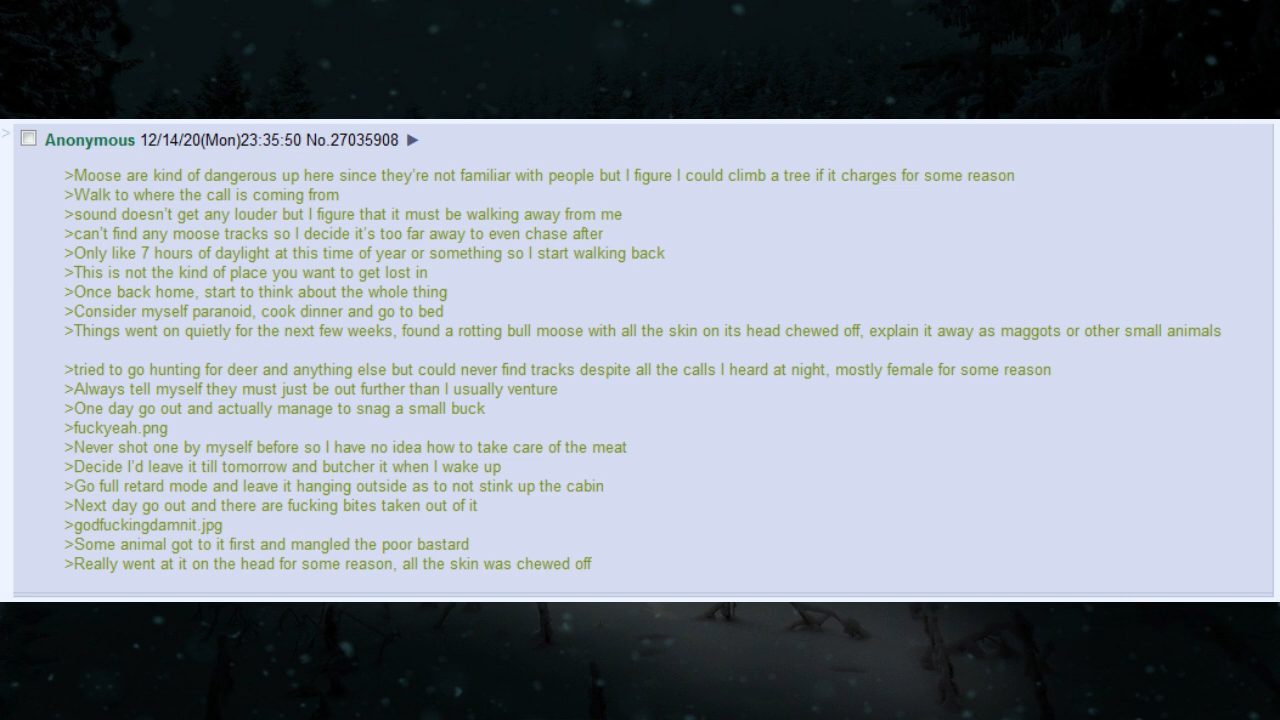 >
Anonymous 12/14/20(Mon)23:35:50 No.27035908 ▶
>Moose are kind of dangerous up here since they're not familiar with people but I figure I could climb a tree if it charges for some reason
>Walk to where the call is coming from
>sound doesn't get any louder but I figure that it must be walking away from me
>can't find any moose tracks so I decide it's too far away to even chase after
>Only like 7 hours of daylight at this time of year or something so I start walking back
>This is not the kind of place you want to get lost in
>Once back home, start to think about the whole thing
>Consider myself paranoid, cook dinner and go to bed
>Things went on quietly for the next few weeks, found a rotting bull moose with all the skin on its head chewed off, explain it away as maggots or other small animals
>tried to go hunting for deer and anything else but could never find tracks despite all the calls I heard at night, mostly female for some reason
>Always tell myself they must just be out further than I usually venture
>One day go out and actually manage to snag a small buck
>fuckyeah.png
>Never shot one by myself before so I have no idea how to take care of the meat
>Decide I'd leave it till tomorrow and butcher it when I wake up
>Go full retard mode and leave it hanging outside as to not stink up the cabin
>Next day go out and there are fucking bites taken out of it
>godfuckingdamnit.jpg
>Some animal got to it first and mangled the poor bastard
>Really went at it on the head for some reason, all the skin was chewed off